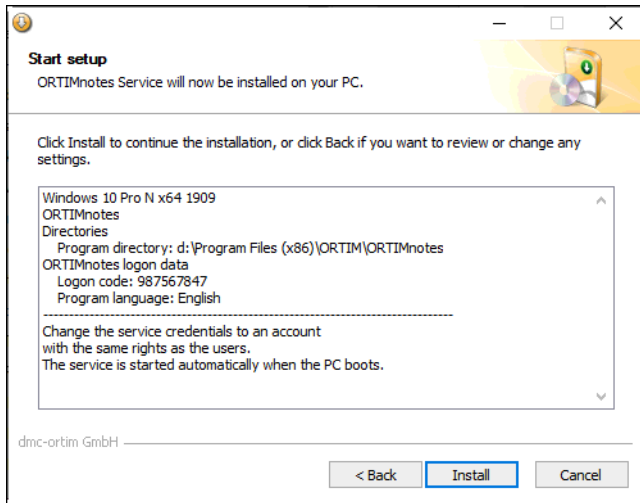 Start setup
ORTIMnotes Service will now be installed on your PC.
Click Install to continue the installation, or click Back if you want to review or change any
settings.
Windows 10 Pro N x64 1909
ORTIMnotes
Directories
Program directory: d:\Program Files (x86)\ORTIM\ORTIMnotes
ORTIMnotes logon data
Logon code: 987567847
Program language: English
--------------------------------------------------------------------------------
Change the service credentials to an account
with the same rights as the users.
The service is started automatically when the PC boots.
dmc-ortim GmbH
< Back Install Cancel